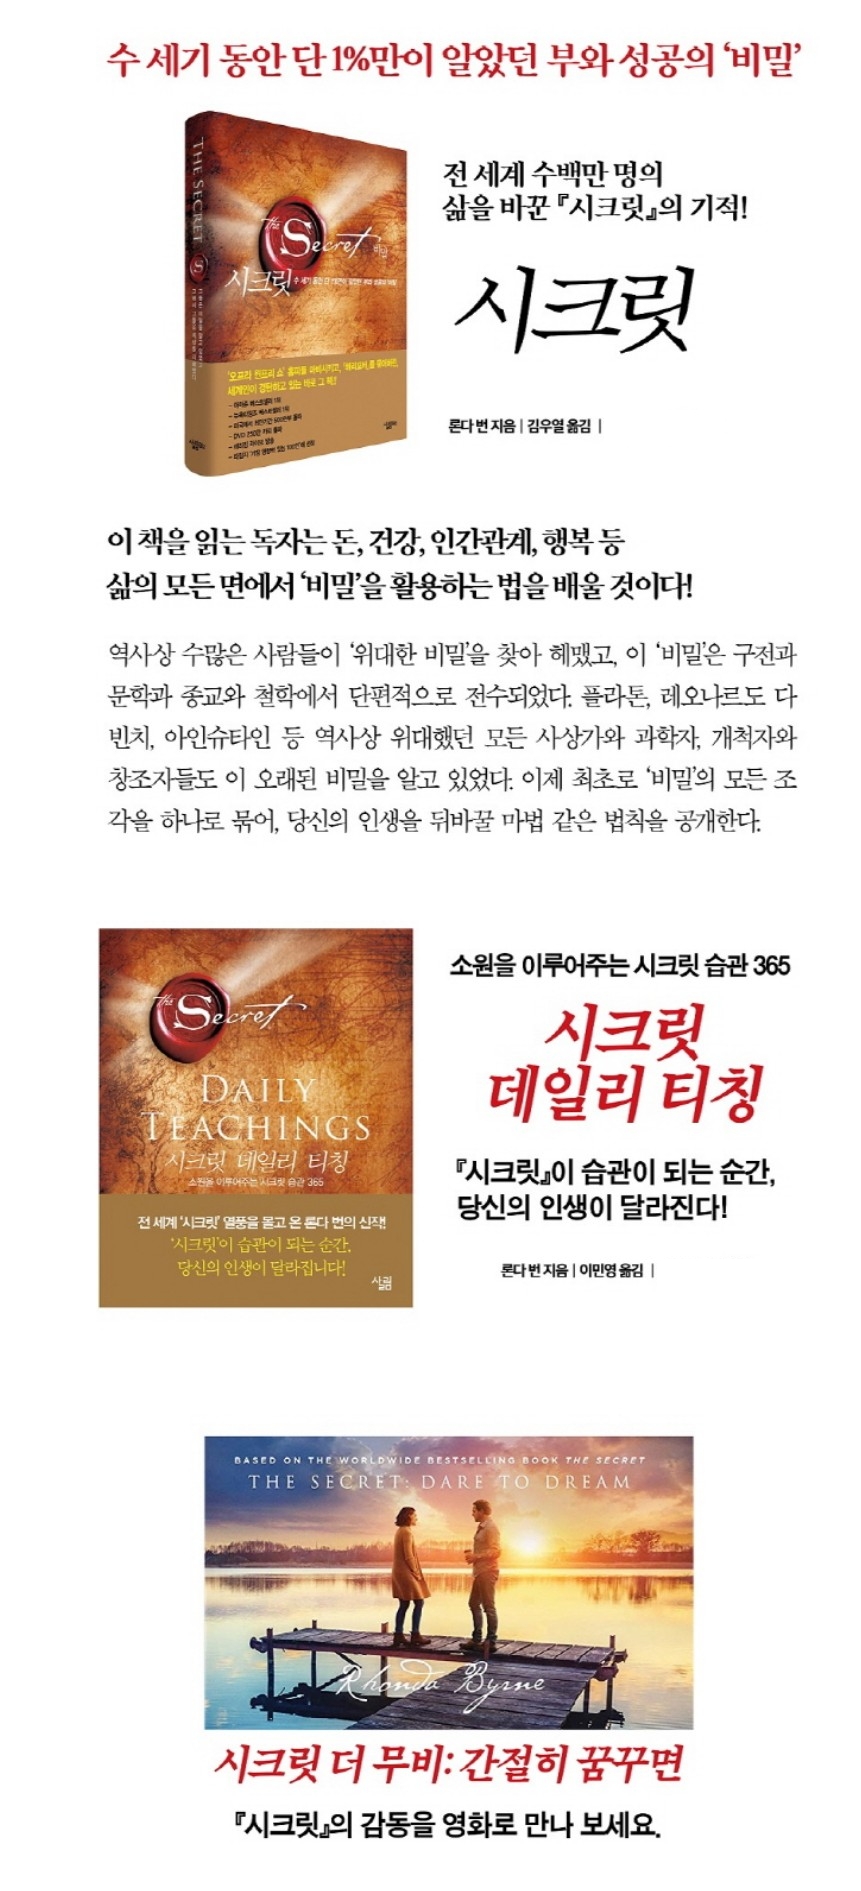 수 세기 동안 단 1%만이 알았던 부와 성공의 ‘비밀’
THE SECRET
S
the Secret 비밀
시크릿 수 세기 동안 단 1%만이 알았던 부와 성공의 비밀
'오프라 윈프리 쇼'
세계인이 열광하고 있는 바로 그 책!
살림
전 세계 수백만 명의
삶을 바꾼 『시크릿』의 기적!
시크릿
론다 번 지음 | 김우열 옮김 |
이 책을 읽는 독자는 돈, 건강, 인간관계, 행복 등
삶의 모든 면에서 ‘비밀’을 활용하는 법을 배울 것이다!
역사상 수많은 사람들이 ‘위대한 비밀’을 찾아 헤맸고, 이 ‘비밀’은 구전과
문학과 종교와 철학에서 단편적으로 전수되었다. 플라톤, 레오나르도 다
빈치, 아인슈타인 등 역사상 위대했던 모든 사상가와 과학자, 개척자와
창조자들도 이 오래된 비밀을 알고 있었다. 이제 최초로 ‘비밀’의 모든 조
각을 하나로 묶어, 당신의 인생을 뒤바꿀 마법 같은 법칙을 공개한다.
the Secret
DAILY
TEACHINGS
시크릿 데일리 티칭
소원을 이루어주는 시크릿 습관 365
전 세계 ‘시크릿’ 열풍을 몰고 온 론다 번의 신작!
‘시크릿’이 습관이 되는 순간,
당신의 인생이 달라집니다!
살림
소원을 이루어주는 시크릿 습관 365
시크릿
데일리 티칭
『시크릿』이 습관이 되는 순간,
당신의 인생이 달라진다!
론다 번 지음 | 이민영 옮김 |
BASED ON THE WORLDWIDE BESTSELLING BOOK THE SECRET
THE SECRET: DARE TO DREAM
Rhonda Byrne
시크릿 더 무비: 간절히 꿈꾸면
『시크릿』의 감동을 영화로 만나 보세요.